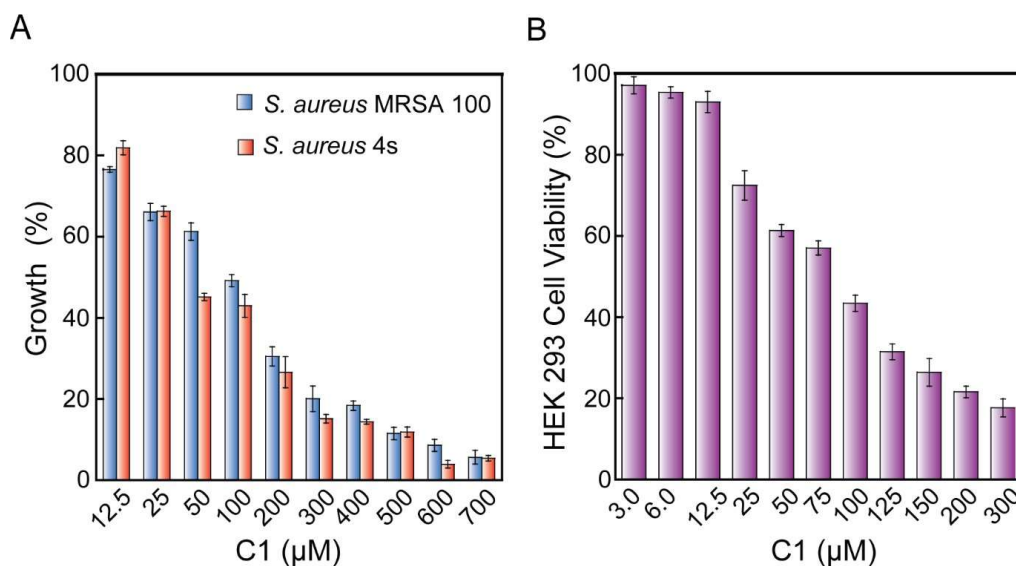 A
Growth (%)
100
80
60
40
20
0
S. aureus MRSA 100
S. aureus 4s
12.5 25 50 100 200 300 400 500 600 700
C1 (µM)
B
HEK 293 Cell Viability (%)
100
80
60
40
20
0
3.0 6.0 12.5 25 50 75 100 125 150 200 300
C1 (µM)